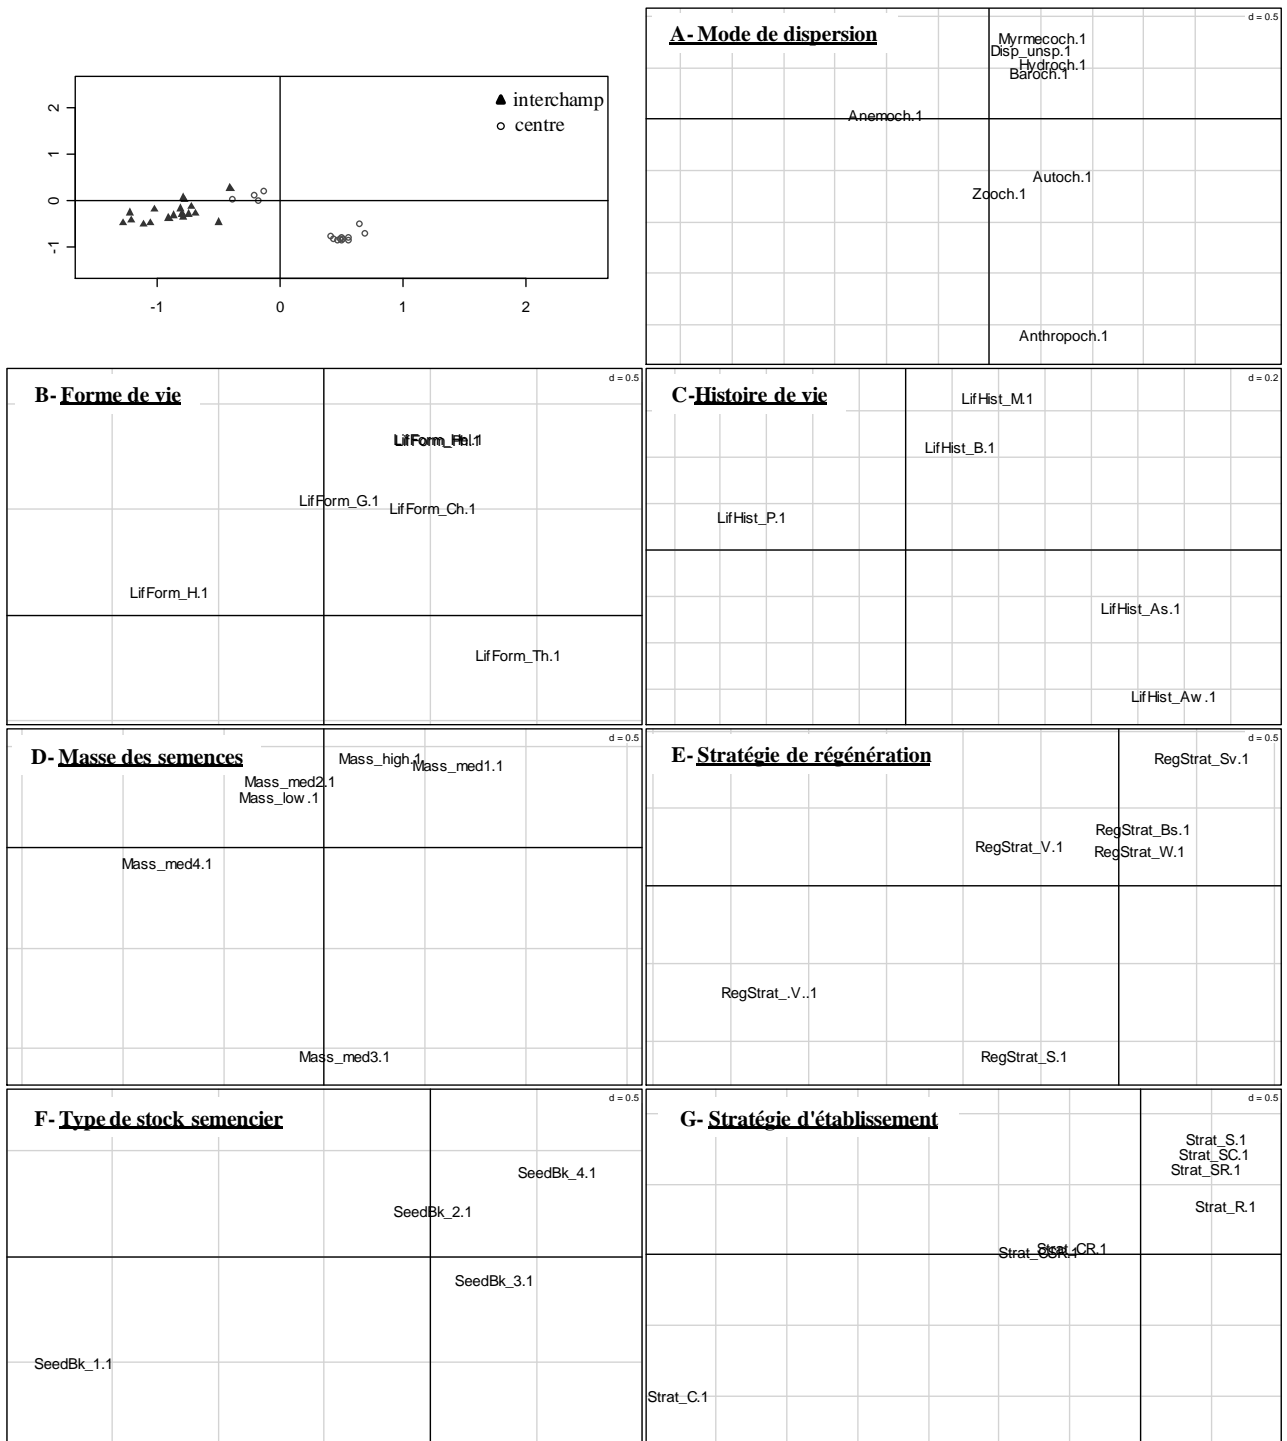 interchamp
centre
2
1
0
-1
-1
0
1
2
A- Mode de dispersion
d = 0.5
Myrmecoch.1
Disp_unsp.1
Hydroch.1
Baroch.1
Anemoch.1
Autoch.1
Zooch.1
Anthropoch.1
B- Forme de vie
d = 0.5
LifForm_G.1
LifForm_Ch.1
LifForm_H.1
LifForm_Th.1
C-Histoire de vie
d = 0.2
LifHist_M.1
LifHist_B.1
LifHist_P.1
LifHist_As.1
LifHist_Aw.1
D- Masse des semences
d = 0.5
Mass_high.1
Mass_med1.1
Mass_med2.1
Mass_low.1
Mass_med4.1
Mass_med3.1
E- Stratégie de régénération
d = 0.5
RegStrat_Sv.1
RegStrat_Bs.1
RegStrat_V.1
RegStrat_W.1
RegStrat_.V..1
RegStrat_S.1
F- Type de stock semencier
d = 0.5
SeedBk_4.1
SeedBk_2.1
SeedBk_3.1
SeedBk_1.1
G- Stratégie d'établissement
d = 0.5
Strat_S.1
Strat_SC.1
Strat_SR.1
Strat_R.1
Strat_CR.1
Strat_CSR.1
Strat_C.1